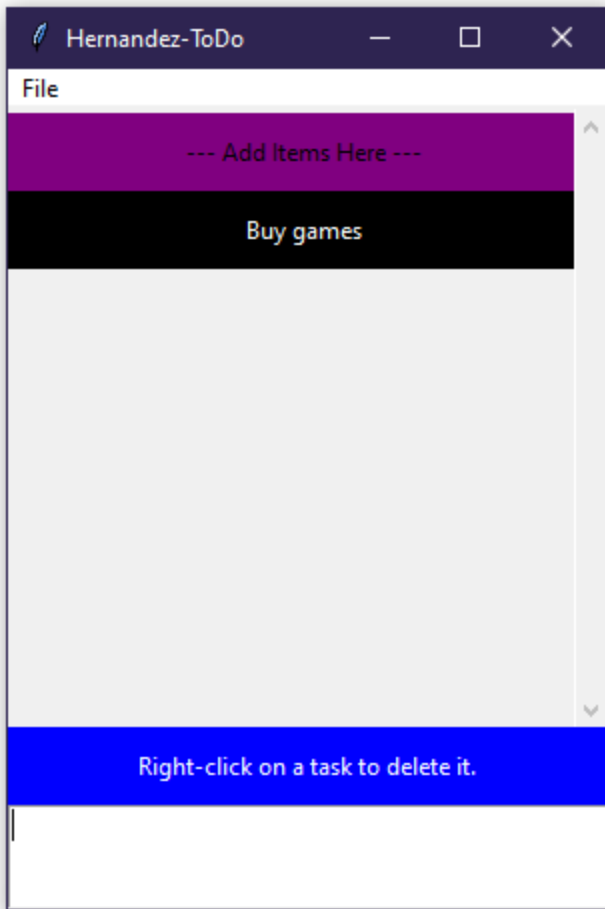 Hernandez-ToDo
File
--- Add Items Here ---
Buy games
Right-click on a task to delete it.